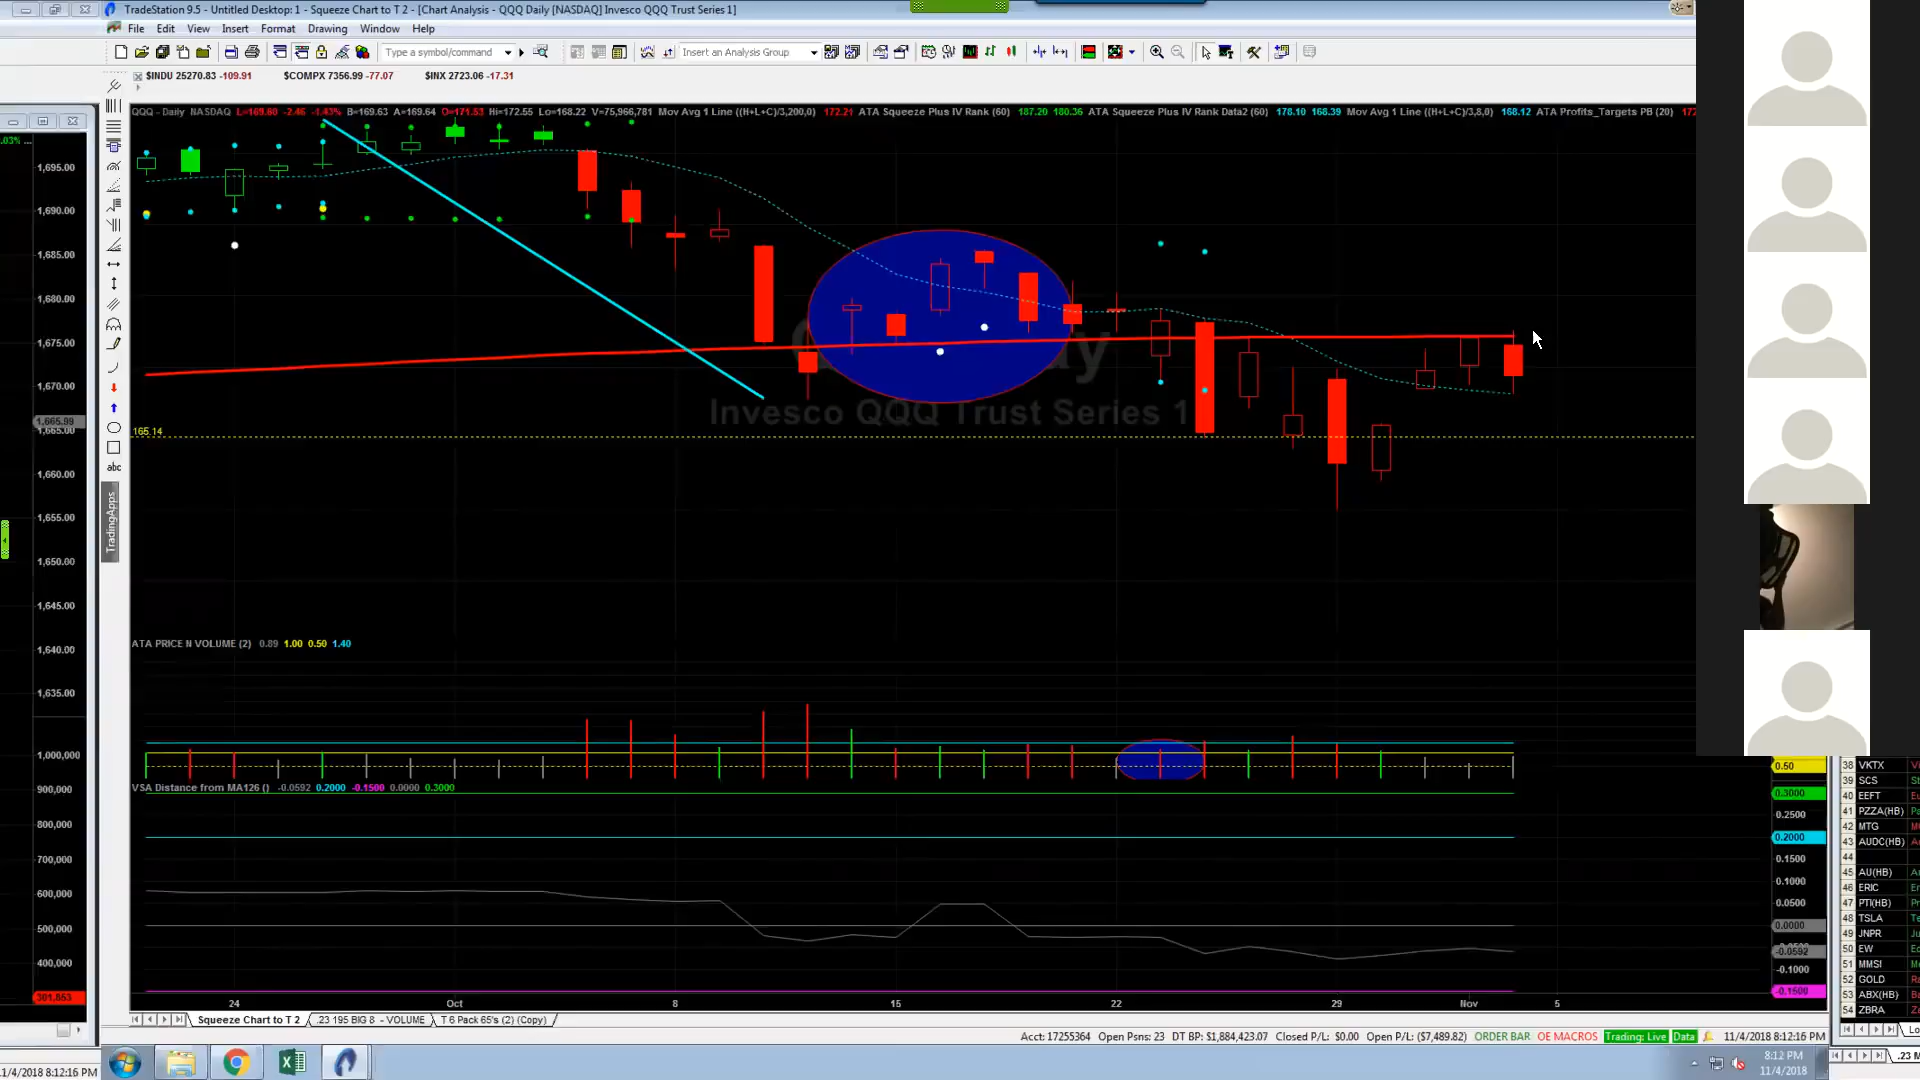 TradeStation 9.5 - Untitled Desktop: 1 - Squeeze Chart to T 2 - [Chart Analysis - QQQ Daily [NASDAQ] Invesco QQQ Trust Series 1]
File Edit View Insert Format Drawing Window Help
Type a symbol/command
Insert an Analysis Group
$INDU 25270.83 -109.91 $COMPX 7356.99 -77.07 $INX 2723.06 -17.31
QQQ - Daily NASDAQ L=169.60 -2.46 -1.43% B=169.63 A=169.64 O=171.53 Hi=172.55 Lo=168.22 V=75,966,781 Mov Avg 1 Line ((H+L+C)/3,200,0) 172.21 ATA Squeeze Plus IV Rank (60) 187.20 180.36 ATA Squeeze Plus IV Rank Data2 (60) 178.10 168.39 Mov Avg 1 Line ((H+L+C)/3,8,0) 168.12 ATA Profits_Targets PB (20)
.03%
1,695.00
1,690.00
1,685.00
1,680.00
1,675.00
1,670.00
1,665.99
1,665.00
1,660.00
1,655.00
1,650.00
1,645.00
1,640.00
1,635.00
1,000,000
900,000
800,000
700,000
600,000
500,000
400,000
301,853
abc
TradingApps
Invesco QQQ Trust Series 1
165.14
ATA PRICE N VOLUME (2) 0.89 1.00 0.50 1.40
VSA Distance from MA126 () -0.0592 0.2000 -0.1500 0.0000 0.3000
0.50
0.3000
0.2500
0.2000
0.1500
0.1000
0.0500
0.0000
-0.0592
-0.1000
-0.1500
24 Oct 8 15 22 29 Nov 5
38 VKTX
39 SCS
40 EEFT
41 PZZA(HB)
42 MTG
43 AUDC(HB)
44
45 AU(HB)
46 ERIC
47 PTI(HB)
48 TSLA
49 JNPR
50 EW
51 MMSI
52 GOLD
53 ABX(HB)
54 ZBRA
Squeeze Chart to T 2 .23 195 BIG 8 - VOLUME T 6 Pack 65's (2) (Copy)
Acct: 17255364 Open Psns: 23 DT BP: $1,884,423.07 Closed P/L: $0.00 Open P/L: ($7,489.82) ORDER BAR OE MACROS Trading: Live Data 11/4/2018 8:12:16 PM
1/4/2018 8:12:16 PM
8:12 PM
11/4/2018
.23 M